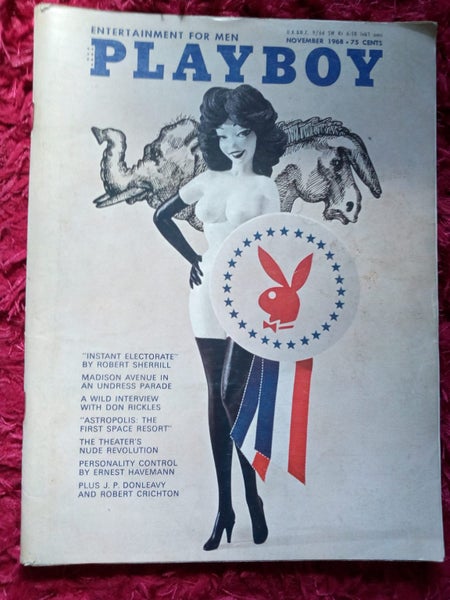 ENTERTAINMENT FOR MEN
NOVEMBER 1968 • 75 CENTS
PLAYBOY
"INSTANT ELECTORATE"
BY ROBERT SHERRILL
MADISON AVENUE IN
AN UNDRESS PARADE
A WILD INTERVIEW
WITH DON RICKLES
"ASTROPOLIS: THE
FIRST SPACE RESORT"
THE THEATER'S
NUDE REVOLUTION
PERSONALITY CONTROL
BY ERNEST HAVEMANN
PLUS J. P. DONLEAVY
AND ROBERT CRICHTON